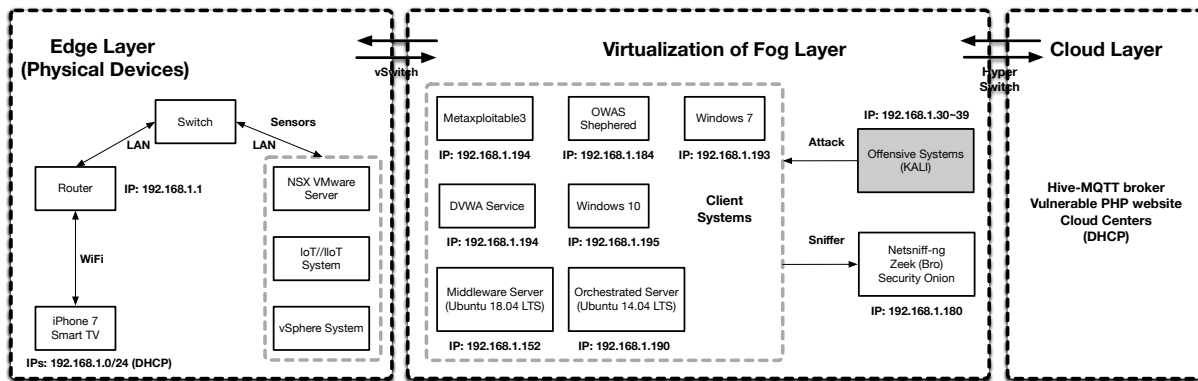 Edge Layer
(Physical Devices)
Switch
Sensors
LAN
LAN
Router
IP: 192.168.1.1
NSX VMware
Server
WiFi
IoT//IIoT
System
iPhone 7
Smart TV
vSphere System
IPs: 192.168.1.0/24 (DHCP)
vSwitch
Virtualization of Fog Layer
Metaxploitable3
IP: 192.168.1.194
OWAS
Shephered
IP: 192.168.1.184
Windows 7
IP: 192.168.1.193
DVWA Service
IP: 192.168.1.194
Windows 10
IP: 192.168.1.195
Client
Systems
Middleware Server
(Ubuntu 18.04 LTS)
IP: 192.168.1.152
Orchestrated Server
(Ubuntu 14.04 LTS)
IP: 192.168.1.190
IP: 192.168.1.30~39
Attack
Offensive Systems
(KALI)
Sniffer
Netsniff-ng
Zeek (Bro)
Security Onion
IP: 192.168.1.180
Hyper
Switch
Cloud Layer
Hive-MQTT broker
Vulnerable PHP website
Cloud Centers
(DHCP)